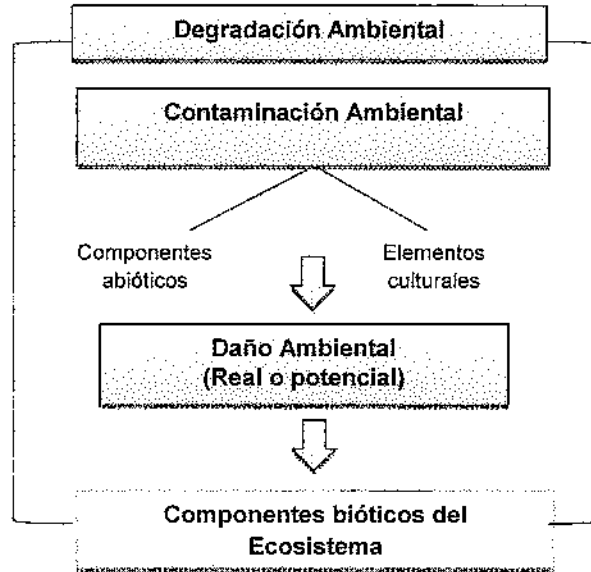 Degradación Ambiental
Contaminación Ambiental
Componentes
abióticos
Elementos
culturales
Daño Ambiental
(Real o potencial)
Componentes bióticos del
Ecosistema